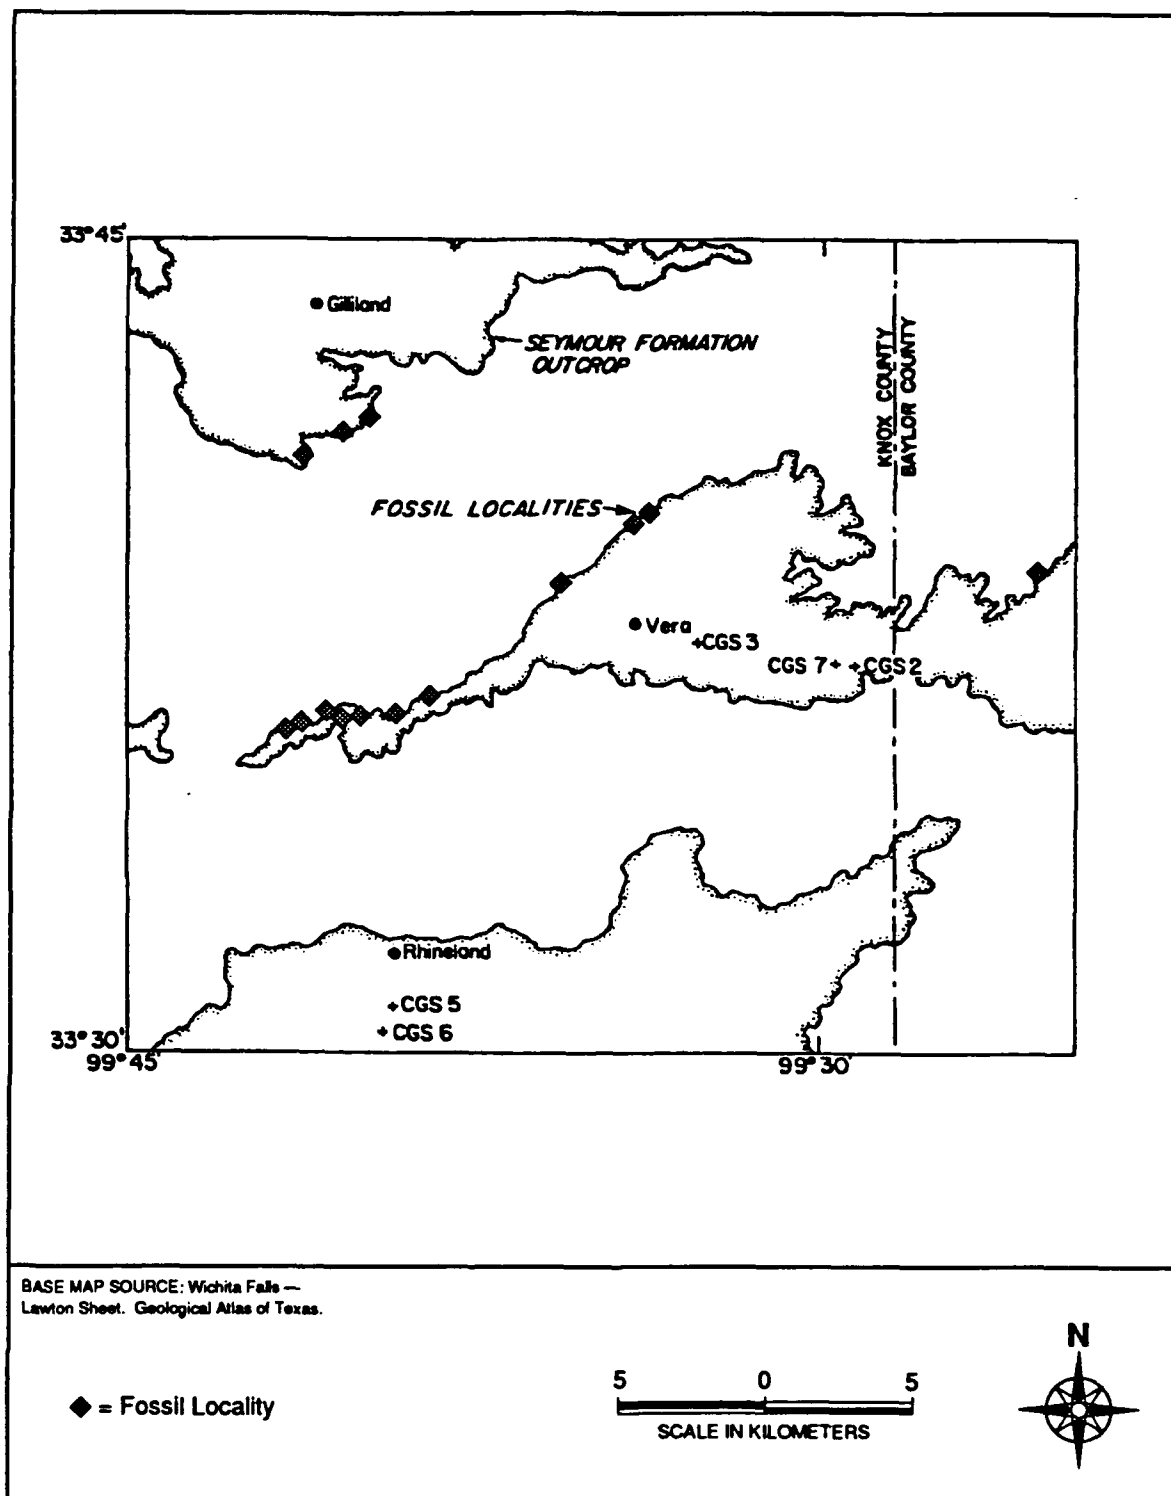 33°45'
Gilliland
SEYMOUR FORMATION
OUTCROP
KNOX COUNTY
BAYLOR COUNTY
FOSSIL LOCALITIES
Vera
CGS 3
CGS 7
CGS 2
Rhineland
CGS 5
CGS 6
33°30'
99°45'
99°30'
BASE MAP SOURCE: Wichita Falls —
Lawton Sheet. Geological Atlas of Texas.
N
5 0 5
SCALE IN KILOMETERS
= Fossil Locality